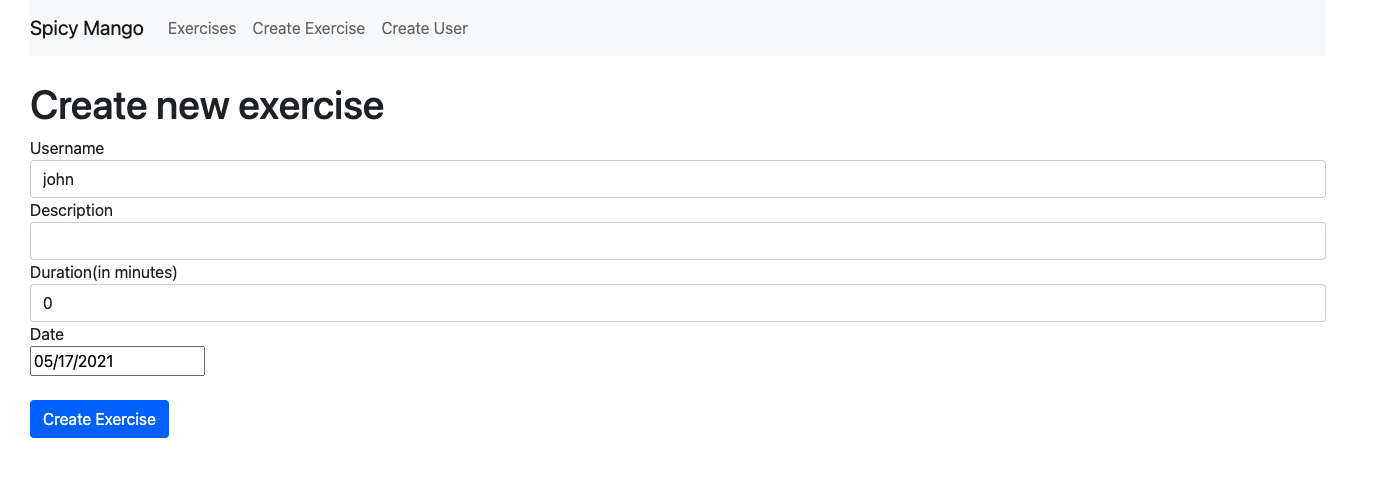 Spicy Mango Exercises Create Exercise Create User
Create new exercise
Username
john
Description
Duration(in minutes)
0
Date
05/17/2021
Create Exercise